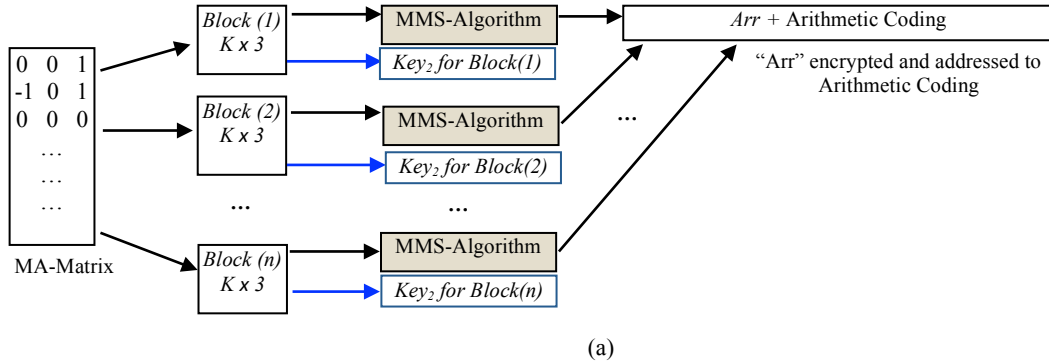 0 0 1
-1 0 1
0 0 0
...
...
...
MA-Matrix
Block (1)
K x 3
MMS-Algorithm
Key₂ for Block(1)
Block (2)
K x 3
MMS-Algorithm
Key₂ for Block(2)
...
...
Block (n)
K x 3
MMS-Algorithm
Key₂ for Block(n)
Arr + Arithmetic Coding
“Arr” encrypted and addressed to
Arithmetic Coding
...
(a)